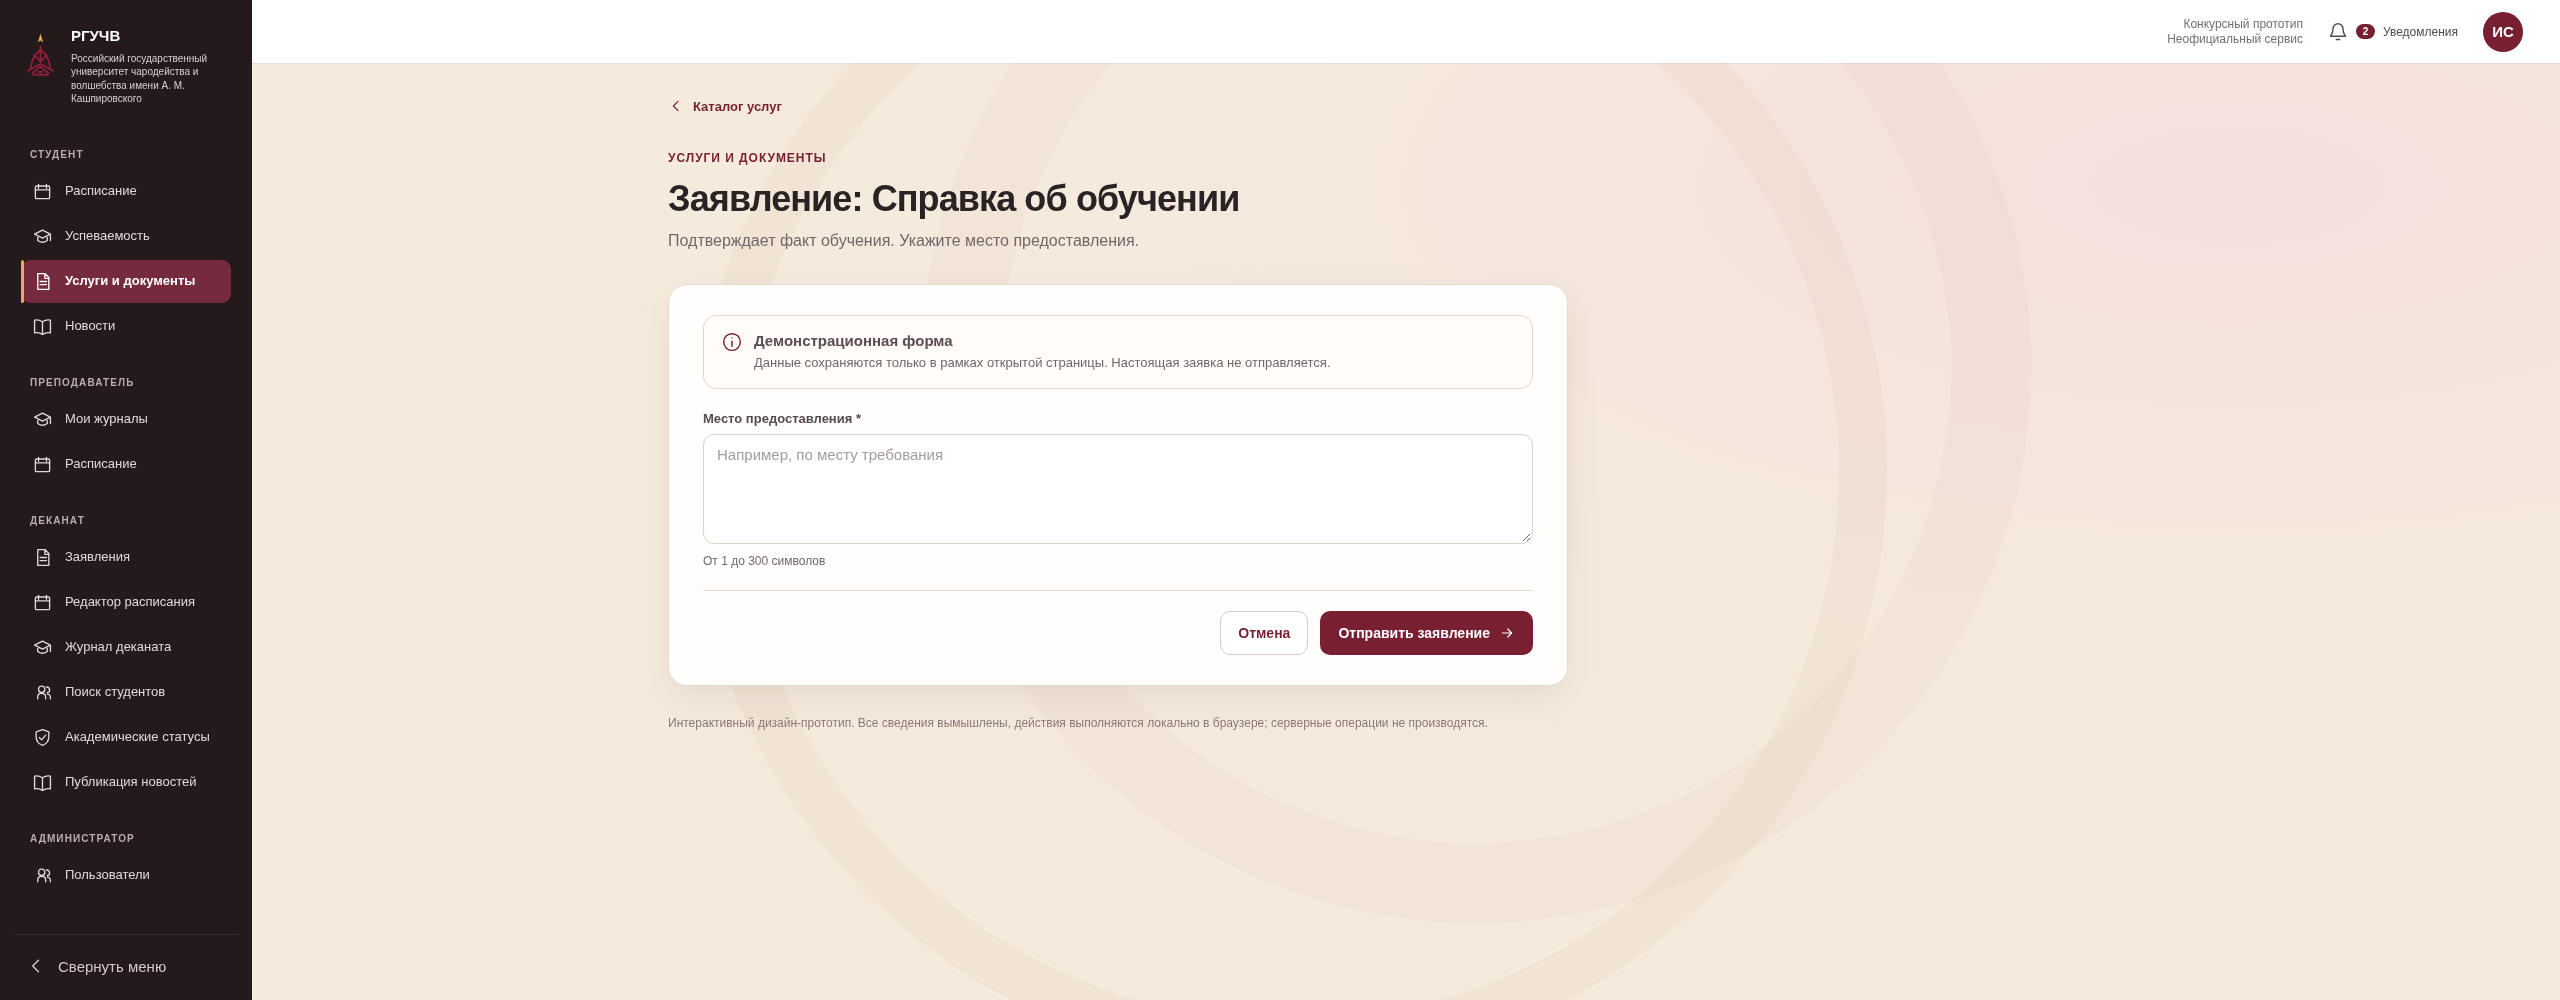 РГУЧВ
Российский государственный
университет чародейства и
волшебства имени А. М.
Кашпировского
СТУДЕНТ
Расписание
Успеваемость
Услуги и документы
Новости
ПРЕПОДАВАТЕЛЬ
Мои журналы
Расписание
ДЕКАНАТ
Заявления
Редактор расписания
Журнал деканата
Поиск студентов
Академические статусы
Публикация новостей
АДМИНИСТРАТОР
Пользователи
Свернуть меню
Конкурсный прототип
Неофициальный сервис
2 Уведомления
ИС
Каталог услуг
УСЛУГИ И ДОКУМЕНТЫ
Заявление: Справка об обучении
Подтверждает факт обучения. Укажите место предоставления.
Демонстрационная форма
Данные сохраняются только в рамках открытой страницы. Настоящая заявка не отправляется.
Место предоставления *
Например, по месту требования
От 1 до 300 символов
Отмена
Отправить заявление
Интерактивный дизайн-прототип. Все сведения вымышлены, действия выполняются локально в браузере; серверные операции не производятся.